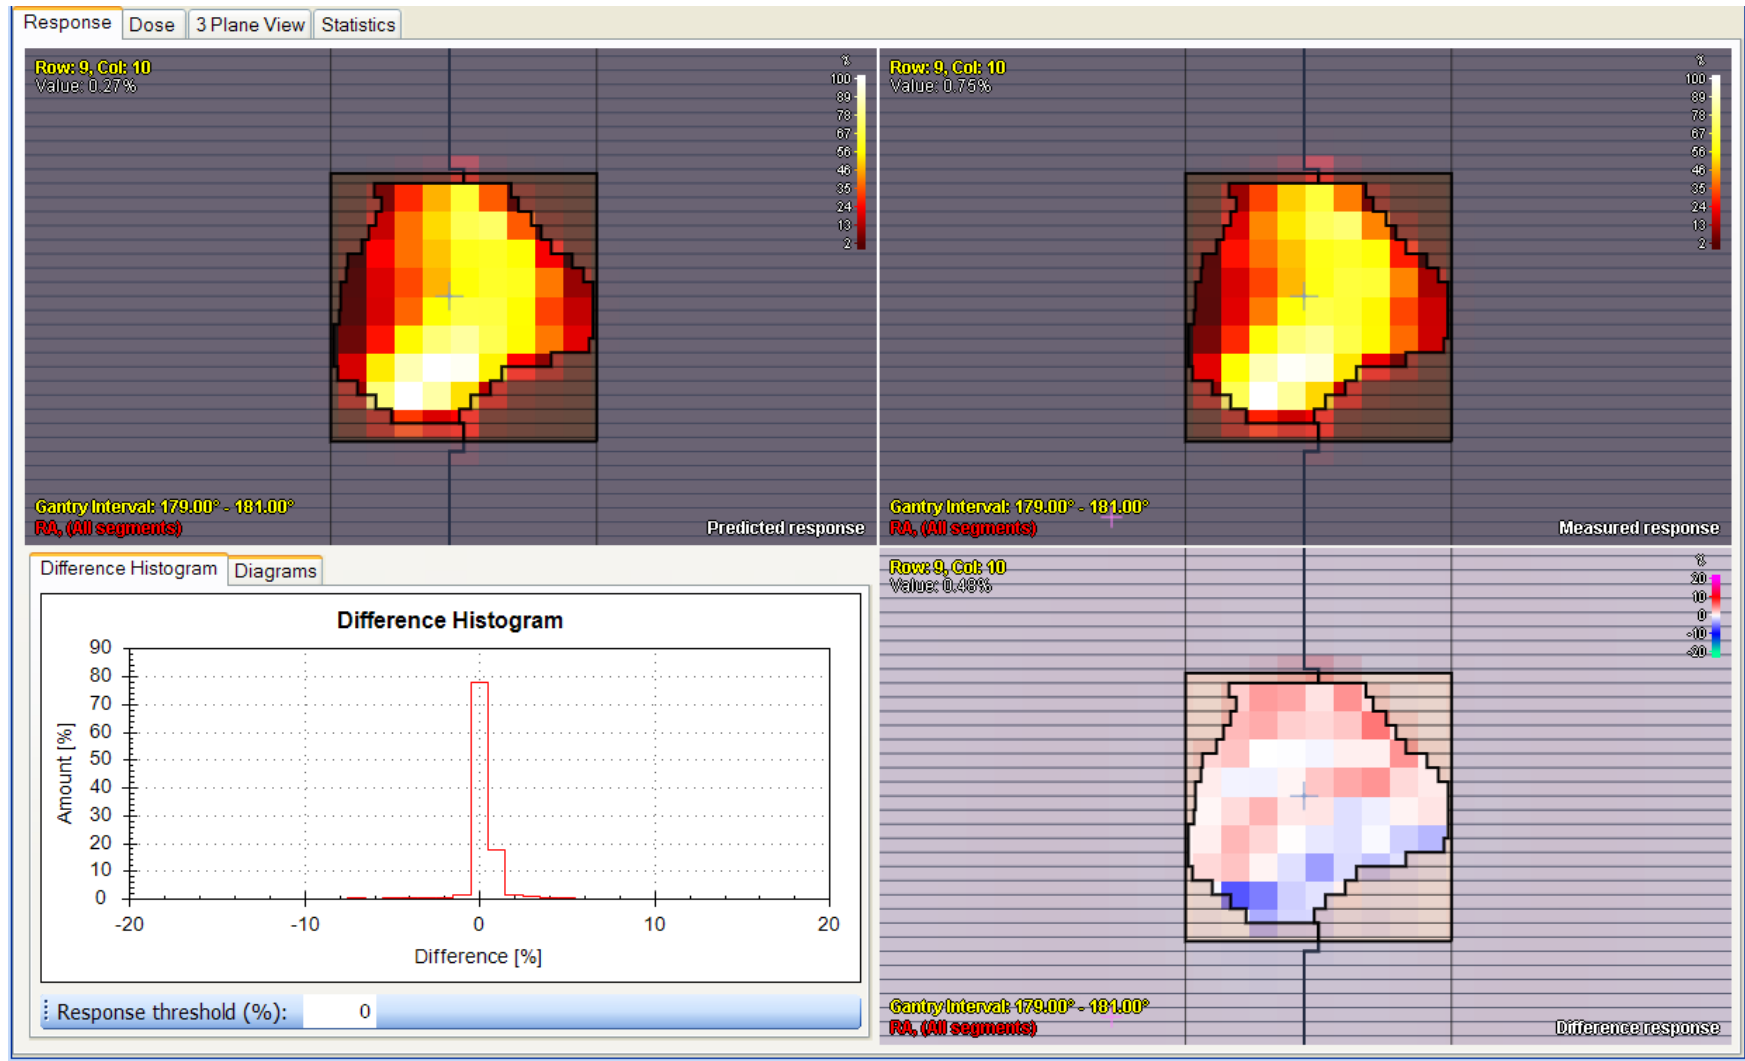 Response Dose 3 Plane View Statistics
Row: 9, Col: 10
Value: 0.27%
%
100
89
78
67
56
46
35
24
13
2
Gantry Interval: 179.00° - 181.00°
RA, (All segments)
Predicted response
Row: 9, Col: 10
Value: 0.75%
%
100
89
78
67
56
46
35
24
13
2
Gantry Interval: 179.00° - 181.00°
RA, (All segments)
Measured response
Difference Histogram Diagrams
Difference Histogram
Amount [%]
90
80
70
60
50
40
30
20
10
0
-20 -10 0 10 20
Difference [%]
Response threshold (%): 0
Row: 9, Col: 10
Value: 0.48%
%
20
10
0
-10
-20
Gantry Interval: 179.00° - 181.00°
RA, (All segments)
Difference response